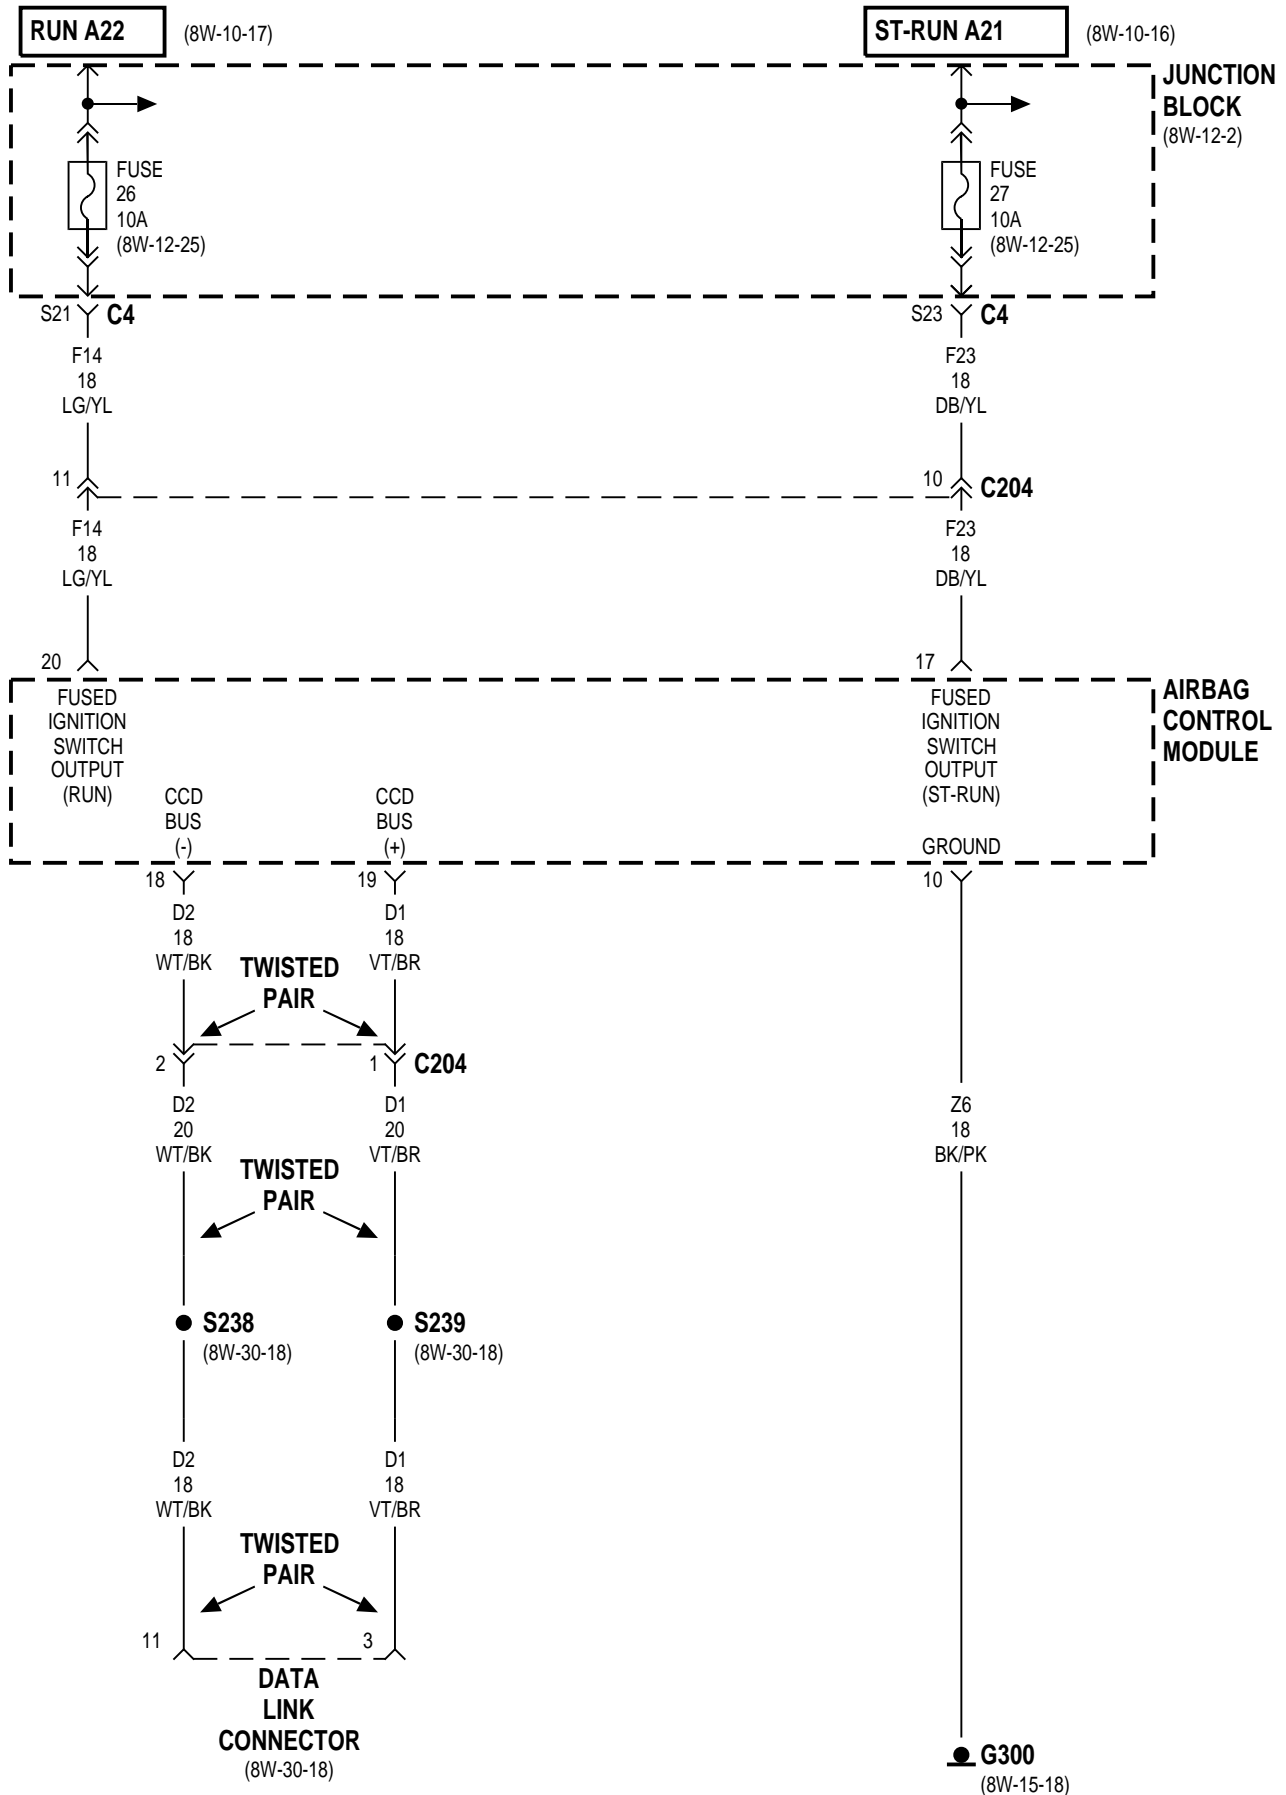 RUN A22 (8W-10-17)
ST-RUN A21 (8W-10-16)
JUNCTION
BLOCK
(8W-12-2)
FUSE
26
10A
(8W-12-25)
FUSE
27
10A
(8W-12-25)
S21 C4
S23 C4
F14
18
LG/YL
F23
18
DB/YL
11
10 C204
F14
18
LG/YL
F23
18
DB/YL
20
17
AIRBAG
CONTROL
MODULE
FUSED
IGNITION
SWITCH
OUTPUT
(RUN)
FUSED
IGNITION
SWITCH
OUTPUT
(ST-RUN)
CCD
BUS
(-)
CCD
BUS
(+)
GROUND
18
19
10
D2
18
WT/BK
D1
18
VT/BR
TWISTED
PAIR
2
1 C204
D2
20
WT/BK
D1
20
VT/BR
Z6
18
BK/PK
TWISTED
PAIR
S238
(8W-30-18)
S239
(8W-30-18)
D2
18
WT/BK
D1
18
VT/BR
TWISTED
PAIR
11
3
DATA
LINK
CONNECTOR
(8W-30-18)
G300
(8W-15-18)